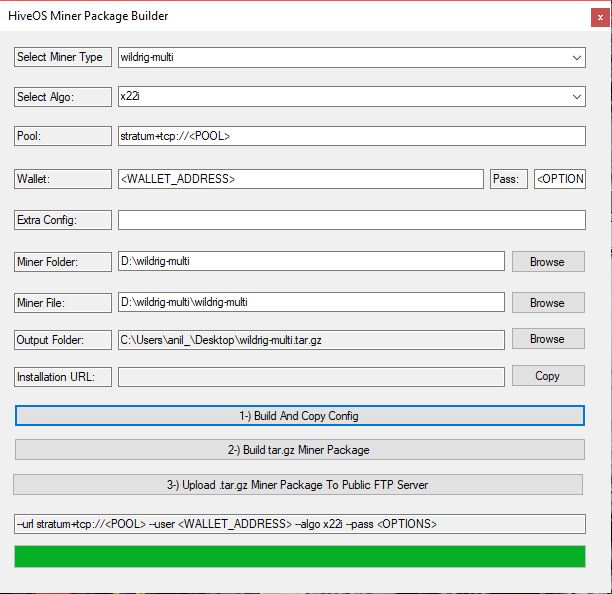 HiveOS Miner Package Builder
x
Select Miner Type
wildrig-multi
Select Algo:
x22i
Pool:
stratum+tcp://<POOL>
Wallet:
<WALLET_ADDRESS>
Pass:
<OPTION
Extra Config:
Miner Folder:
D:\wildrig-multi
Browse
Miner File:
D:\wildrig-multi\wildrig-multi
Browse
Output Folder:
C:\Users\anil_\Desktop\wildrig-multi.tar.gz
Browse
Installation URL:
Copy
1-) Build And Copy Config
2-) Build tar.gz Miner Package
3-) Upload .tar.gz Miner Package To Public FTP Server
--url stratum+tcp://<POOL> --user <WALLET_ADDRESS> --algo x22i --pass <OPTIONS>